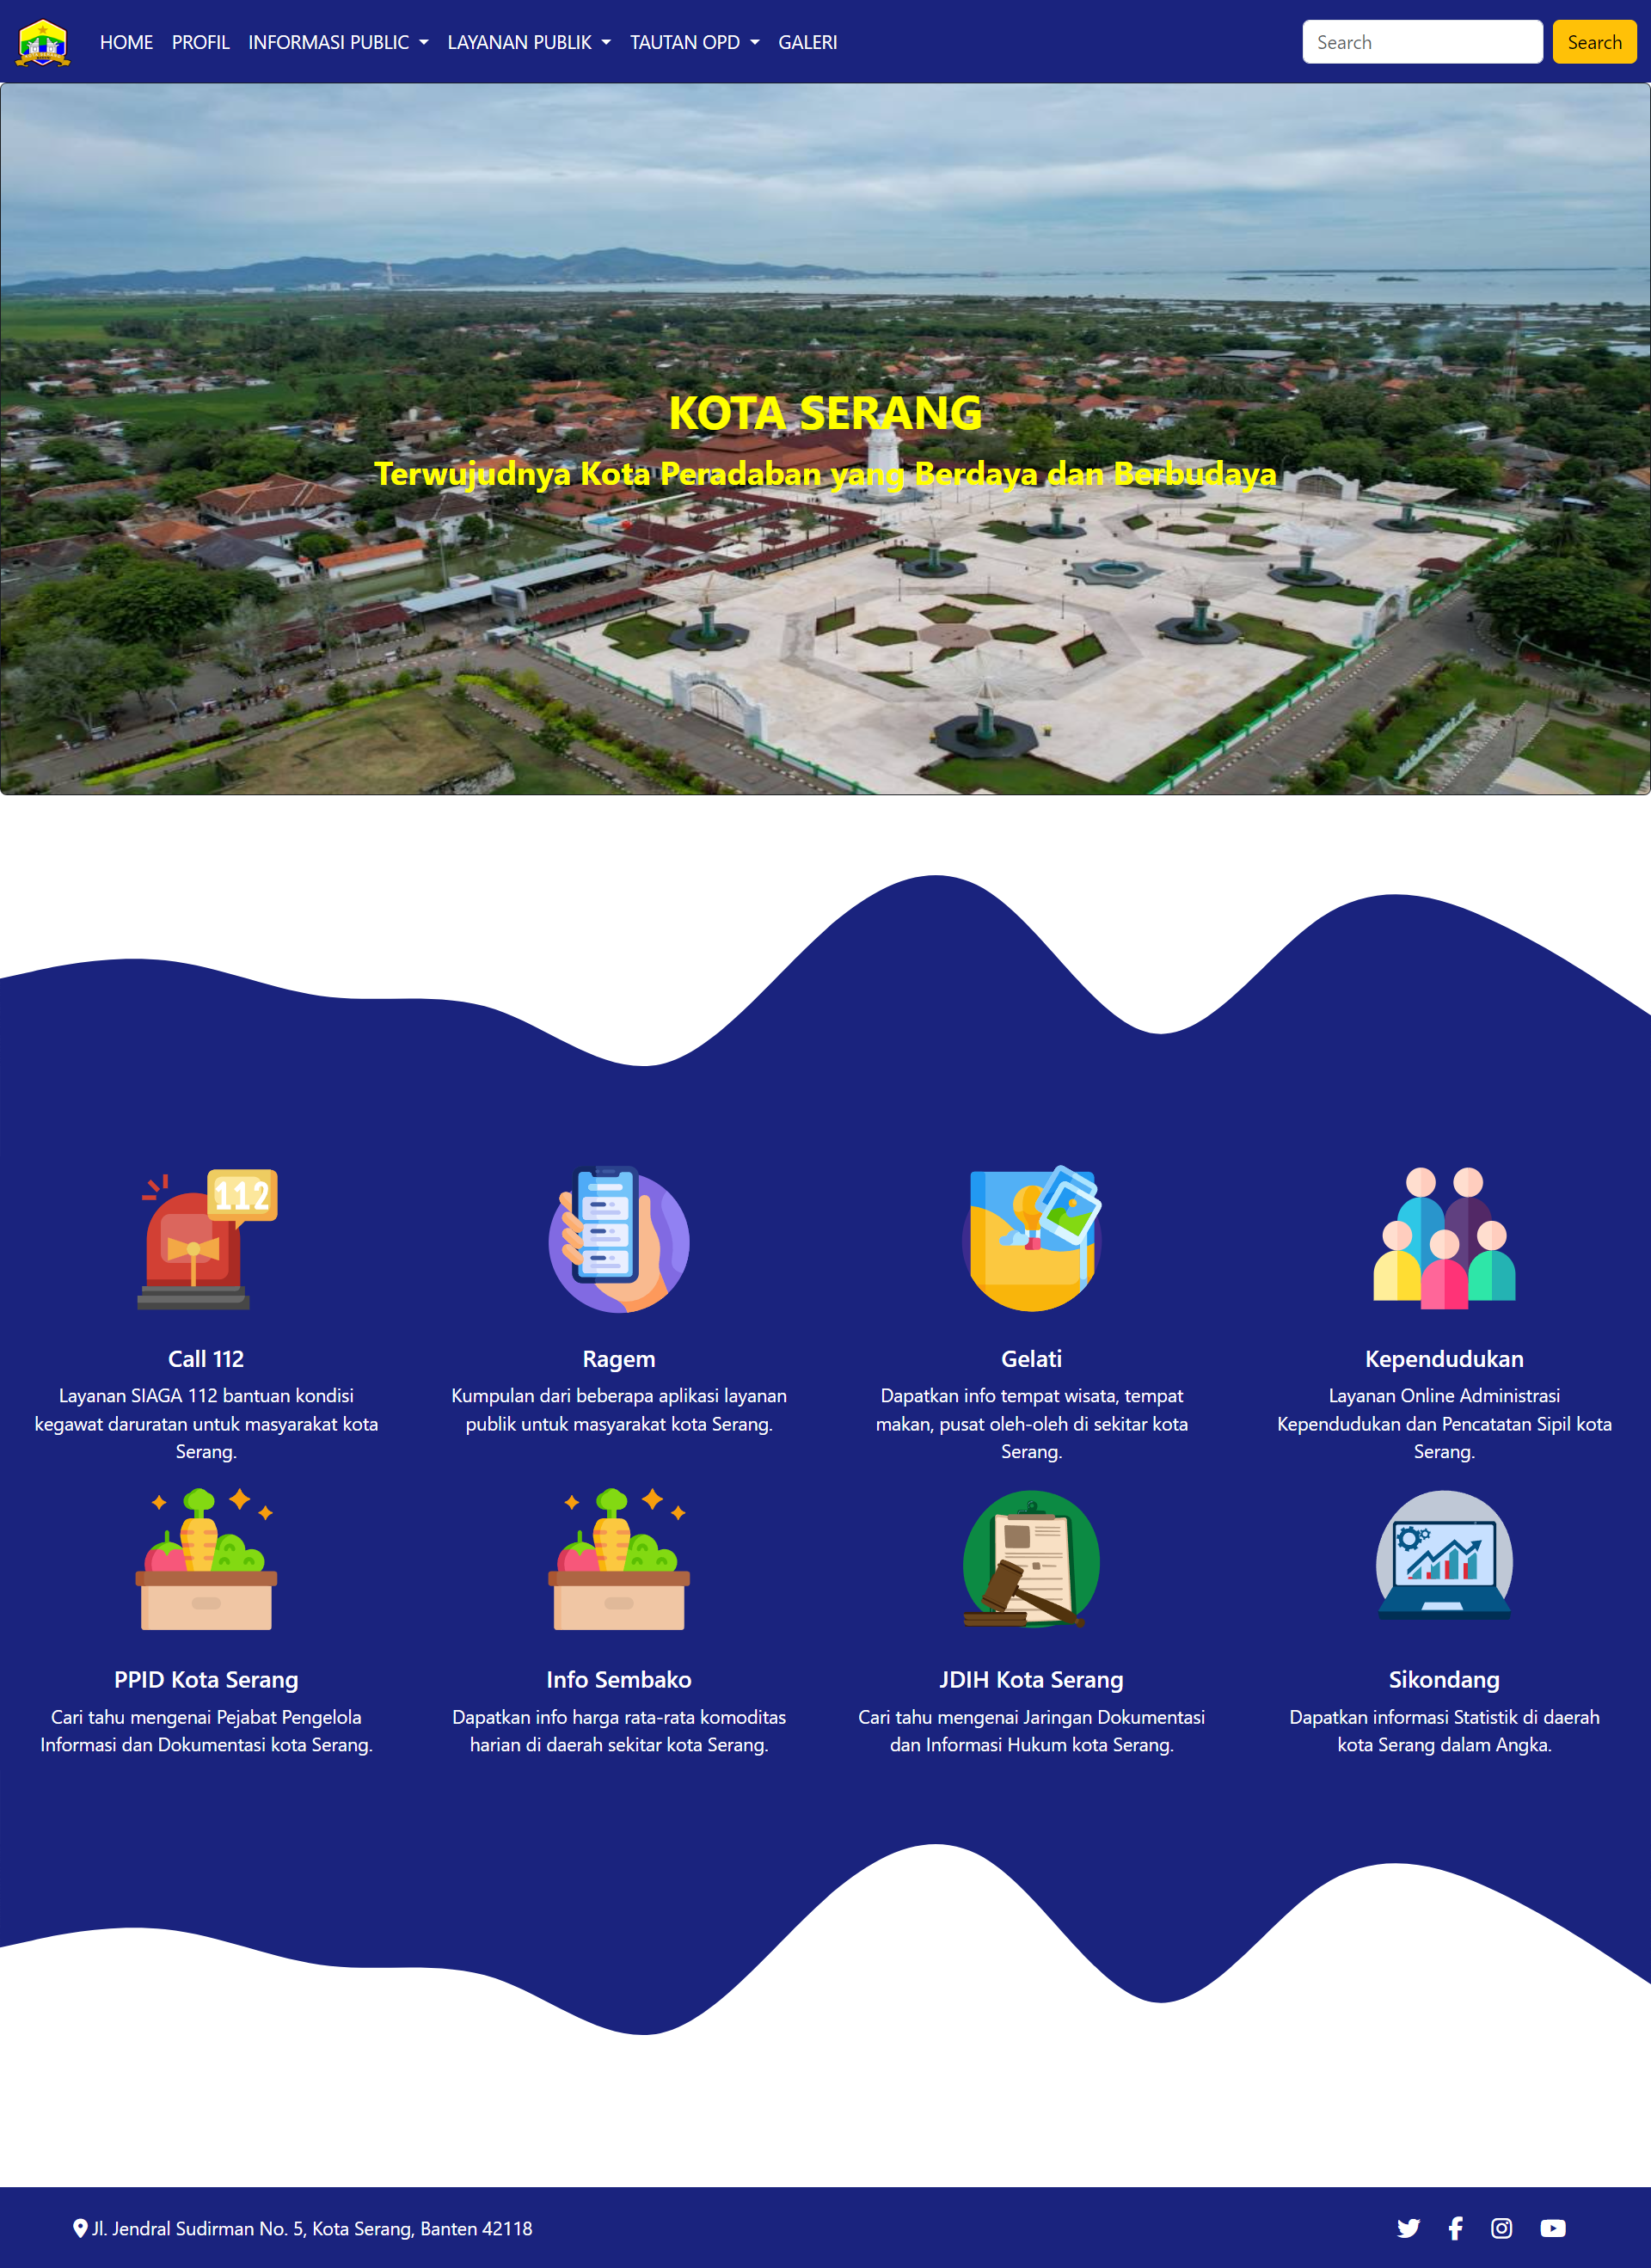 HOME PROFIL INFORMASI PUBLIC LAYANAN PUBLIK TAUTAN OPD GALERI Search Search
KOTA SERANG
Terwujudnya Kota Peradaban yang Berdaya dan Berbudaya
112
Call 112
Layanan SIAGA 112 bantuan kondisi
kegawat daruratan untuk masyarakat kota
Serang.
Ragem
Kumpulan dari beberapa aplikasi layanan
publik untuk masyarakat kota Serang.
Gelati
Dapatkan info tempat wisata, tempat
makan, pusat oleh-oleh di sekitar kota
Serang.
Kependudukan
Layanan Online Administrasi
Kependudukan dan Pencatatan Sipil kota
Serang.
PPID Kota Serang
Cari tahu mengenai Pejabat Pengelola
Informasi dan Dokumentasi kota Serang.
Info Sembako
Dapatkan info harga rata-rata komoditas
harian di daerah sekitar kota Serang.
JDIH Kota Serang
Cari tahu mengenai Jaringan Dokumentasi
dan Informasi Hukum kota Serang.
Sikondang
Dapatkan informasi Statistik di daerah
kota Serang dalam Angka.
Jl. Jendral Sudirman No. 5, Kota Serang, Banten 42118